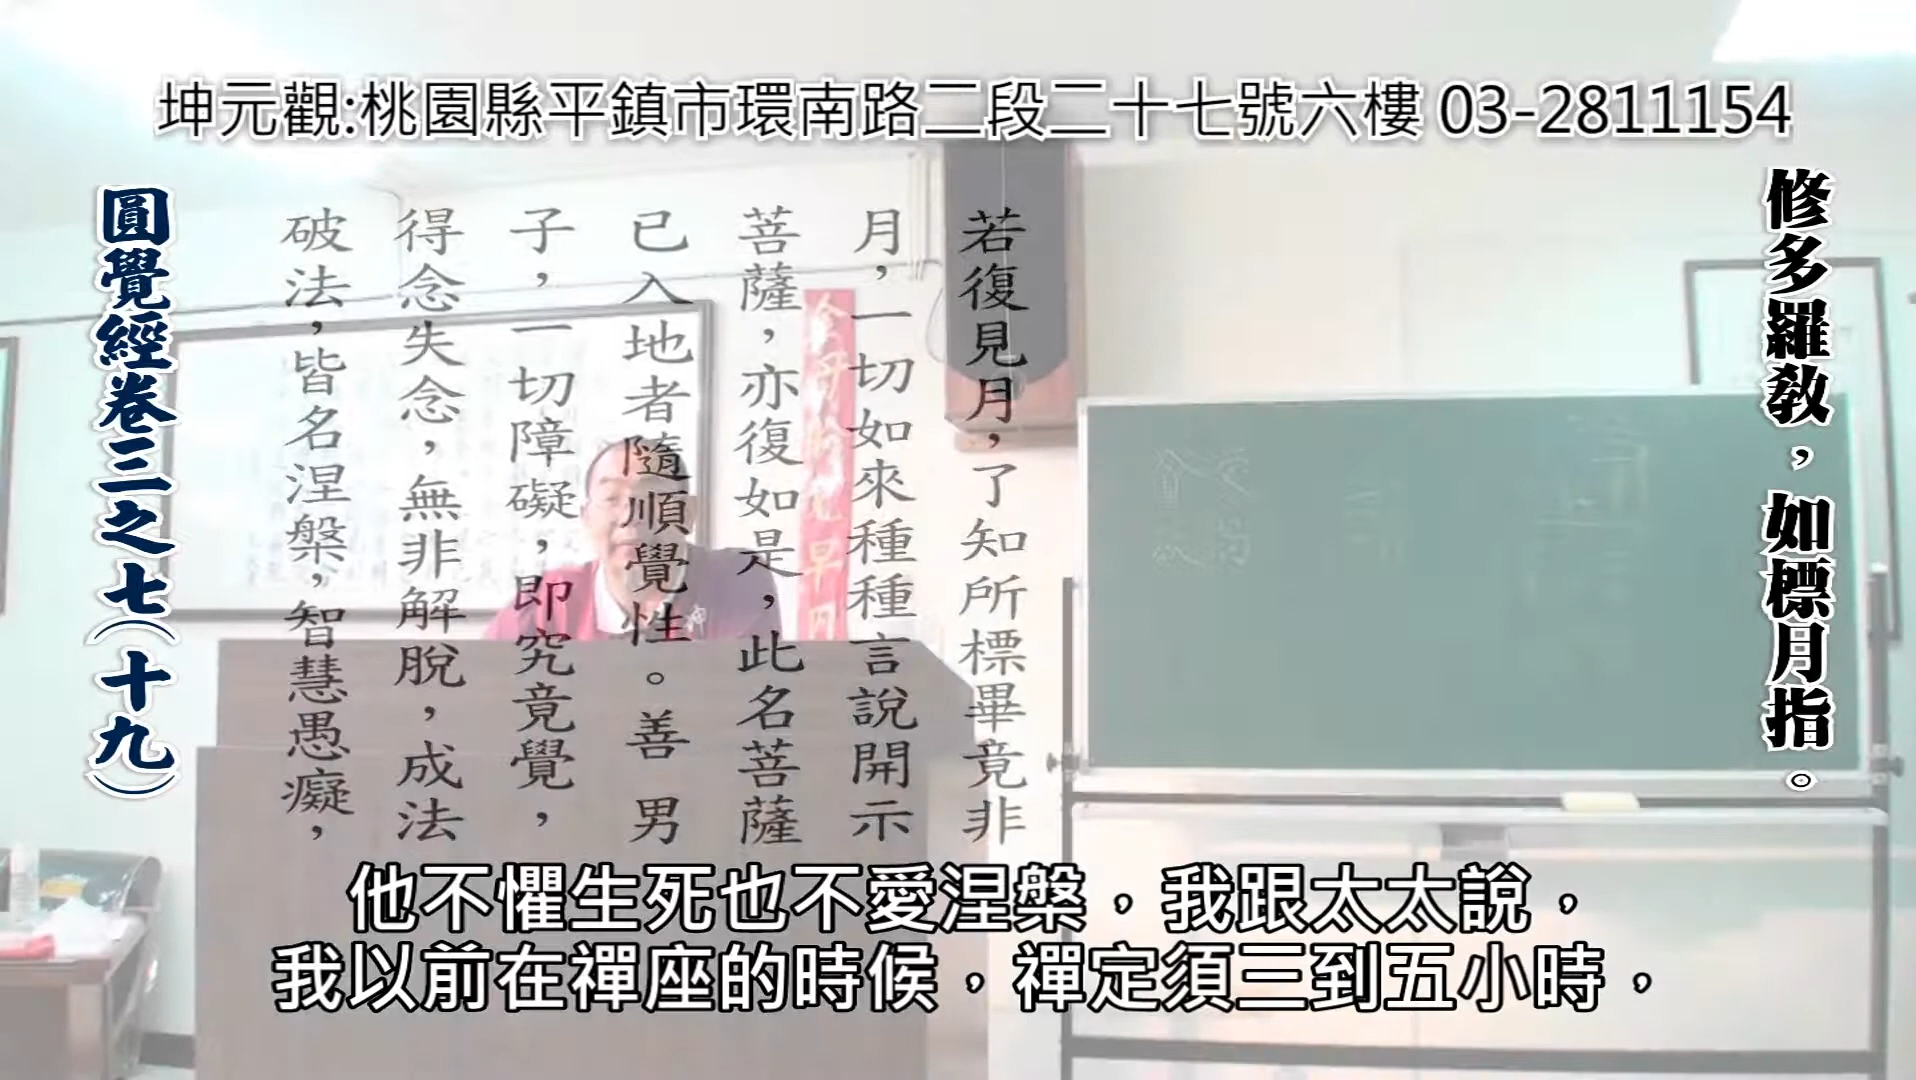 坤元觀:桃園縣平鎮市環南路二段二十七號六樓 03-2811154
修多羅教，如標月指。
若復見月，了知所標畢竟非
月，一切如來種種言說開示
菩薩，亦復如是，此名菩薩
已入地者隨順覺性。善男
子，一切障礙，即究竟覺，
得念失念，無非解脫，成法
破法，皆名涅槃，智慧愚癡，
圓覺經卷三之七(十九)
他不懼生死也不愛涅槃，我跟太太說，
我以前在禪座的時候，禪定須三到五小時，